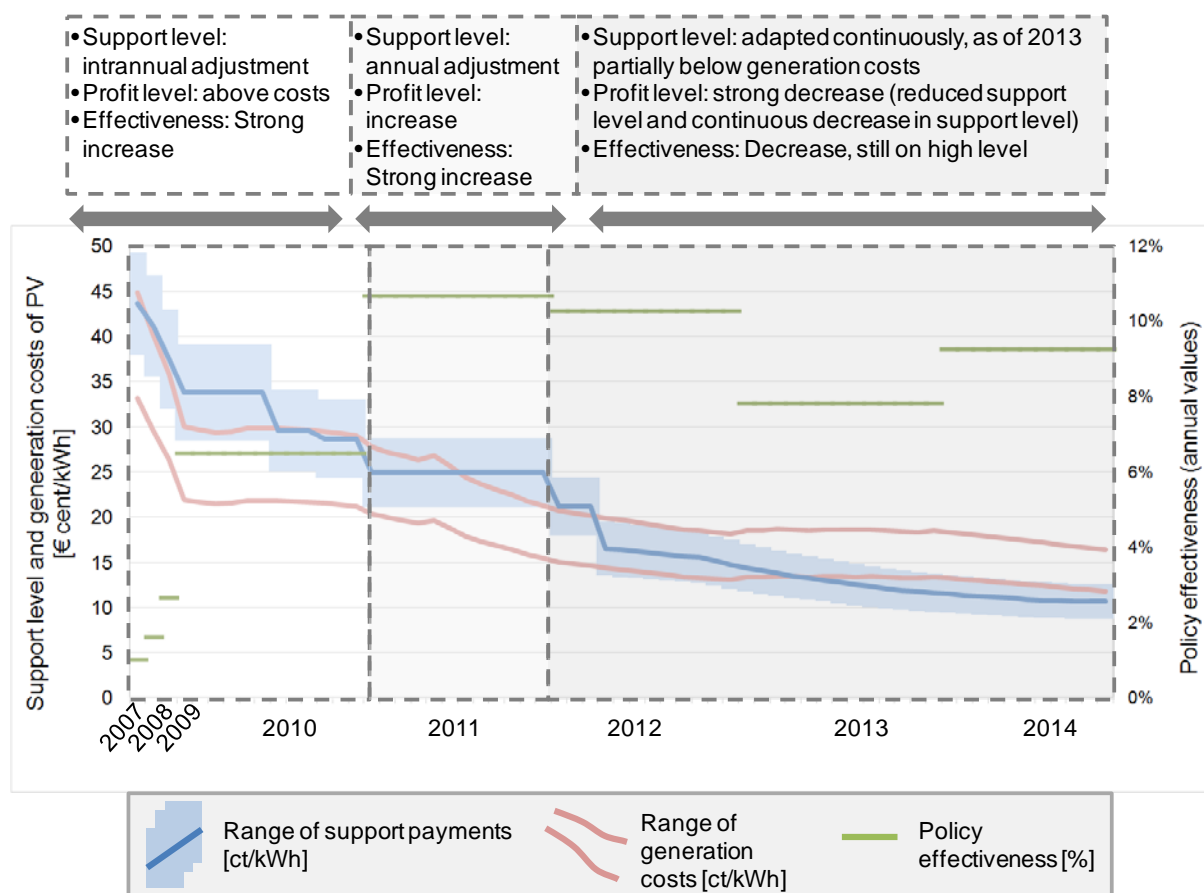 •Support level:
intrannual adjustment
•Profit level: above costs
•Effectiveness: Strong
increase
•Support level:
annual adjustment
•Profit level:
increase
•Effectiveness:
Strong increase
•Support level: adapted continuously, as of 2013
partially below generation costs
•Profit level: strong decrease (reduced support
level and continuous decrease in support level)
•Effectiveness: Decrease, still on high level
Support level and geneeration costs of PV
[€ cent/kWh]
50
45
40
35
30
25
20
15
10
5
0
12%
10%
8%
6%
4%
2%
0%
Policy effectiveness (annual values)
2007
2008
2009
2010
2011
2012
2013
2014
Range of support payments
[ct/kWh]
Range of
generation
costs [ct/kWh]
Policy
effectiveness [%]